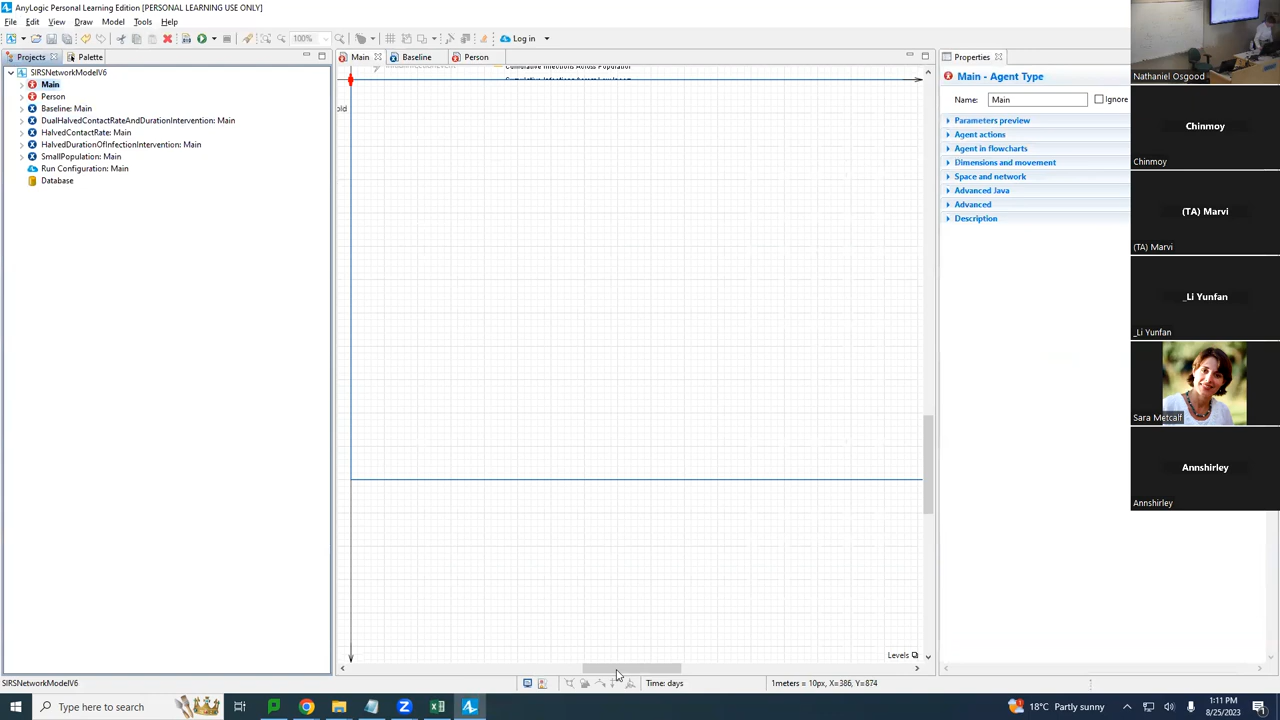 AnyLogic Personal Learning Edition [PERSONAL LEARNING USE ONLY]
File Edit View Draw Model Tools Help
100% Log in
Projects Palette
SIRSNetworkModelV6
Main
Person
Baseline: Main
DualHalvedContactRateAndDurationIntervention: Main
HalvedContactRate: Main
HalvedDurationOfInfectionIntervention: Main
SmallPopulation: Main
Run Configuration: Main
Database
Main Baseline Person
Cumulative Infections Across Population
old
Levels
Properties
Main - Agent Type
Name: Main Ignore
Parameters preview
Agent actions
Agent in flowcharts
Dimensions and movement
Space and network
Advanced Java
Advanced
Description
Nathaniel Osgood
Chinmoy
Chinmoy
(TA) Marvi
(TA) Marvi
_Li Yunfan
_Li Yunfan
Sara Metcalf
Annshirley
Annshirley
SIRSNetworkModelV6
Time: days
1meters = 10px, X=386, Y=874
Type here to search
18°C Partly sunny
1:11 PM
8/25/2023
1